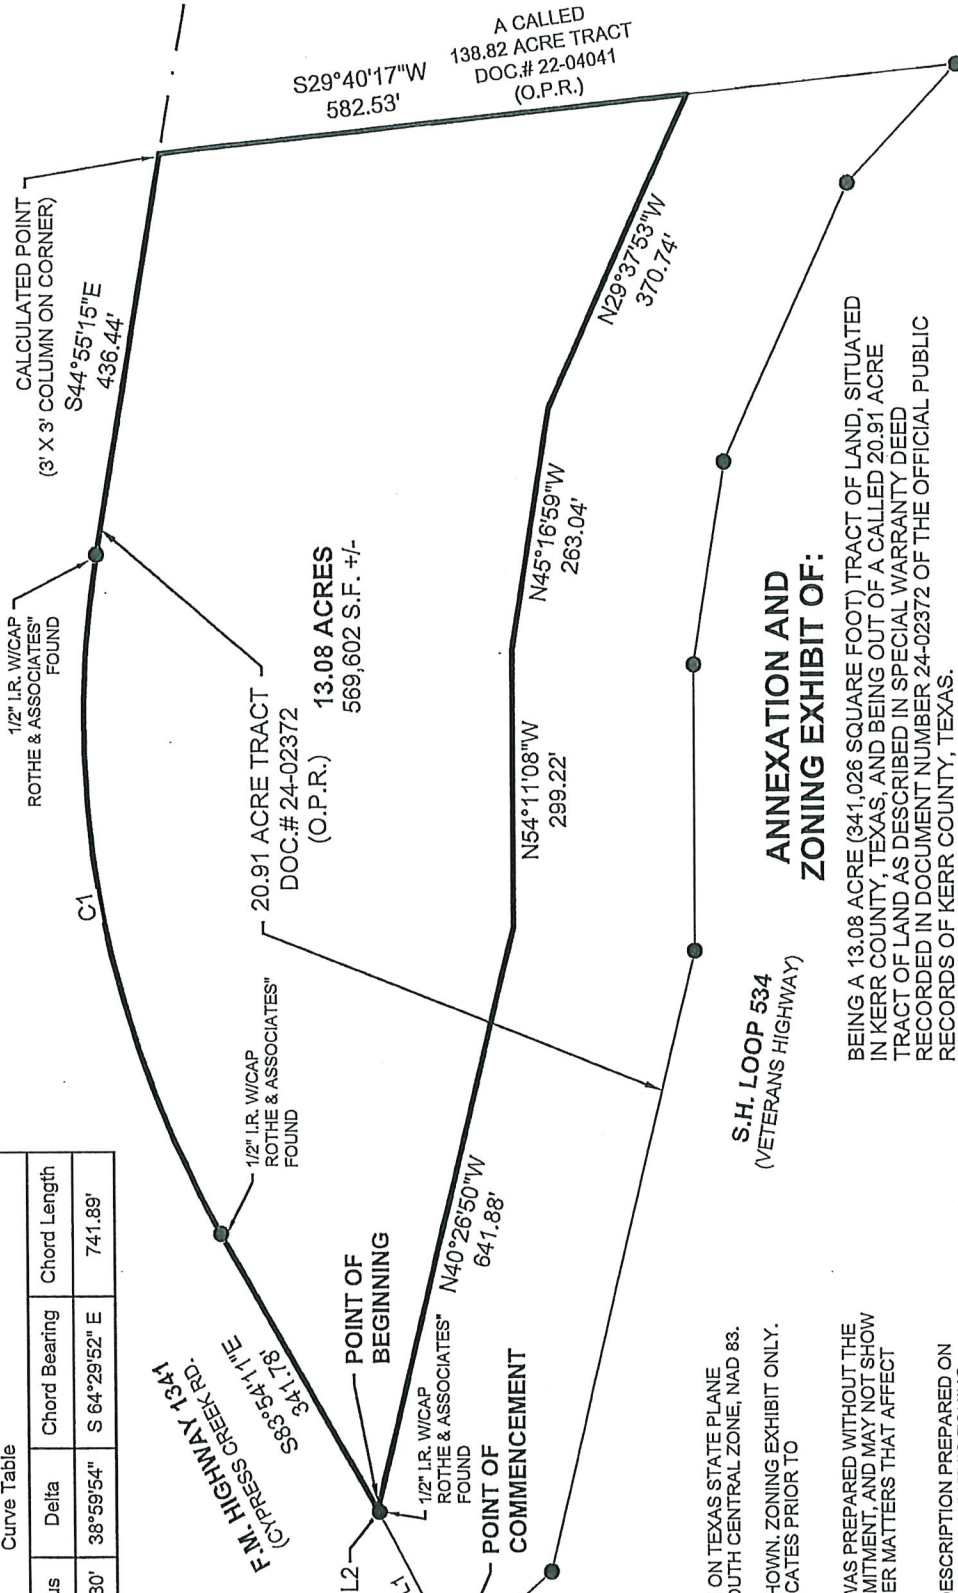 Curve Table
Delta
Chord Bearing
Chord Length
38°59'54"
S 64°29'52" E
741.89'
F.M. HIGHWAY 1341
(CYPRESS CREEK RD.
S83°54'11"E
341.78'
L2
POINT OF
BEGINNING
1/2" I.R. W/CAP
ROTHE & ASSOCIATES"
FOUND
POINT OF
COMMENCEMENT
N40°26'50"W
641.88'
1/2" I.R. W/CAP
ROTHE & ASSOCIATES"
FOUND
C1
1/2" I.R. W/CAP
ROTHE & ASSOCIATES"
FOUND
20.91 ACRE TRACT
DOC.# 24-02372
(O.P.R.)
13.08 ACRES
569,602 S.F. +/-
N54°11'08"W
299.22'
N45°16'59"W
263.04'
N29°37'53"W
370.74'
CALCULATED POINT
(3' X 3' COLUMN ON CORNER)
S44°55'15"E
436.44'
S29°40'17"W
582.53'
A CALLED
138.82 ACRE TRACT
DOC.# 22-04041
(O.P.R.)
S.H. LOOP 534
(VETERANS HIGHWAY)
ANNEXATION AND
ZONING EXHIBIT OF:
BEING A 13.08 ACRE (341,026 SQUARE FOOT) TRACT OF LAND, SITUATED
IN KERR COUNTY, TEXAS, AND BEING OUT OF A CALLED 20.91 ACRE
TRACT OF LAND AS DESCRIBED IN SPECIAL WARRANTY DEED
RECORDED IN DOCUMENT NUMBER 24-02372 OF THE OFFICIAL PUBLIC
RECORDS OF KERR COUNTY, TEXAS.
ON TEXAS STATE PLANE
CENTRAL ZONE, NAD 83.
ZONING EXHIBIT ONLY.
PRIOR TO
WAS PREPARED WITHOUT THE
AND MAY NOT SHOW
MATTERS THAT AFFECT
PREPARED ON